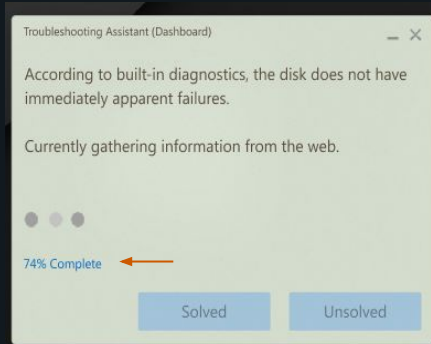 Troubleshooting Assistant (Dashboard)
According to built-in diagnostics, the disk does not have
immediately apparent failures.
Currently gathering information from the web.
74% Complete
Solved
Unsolved